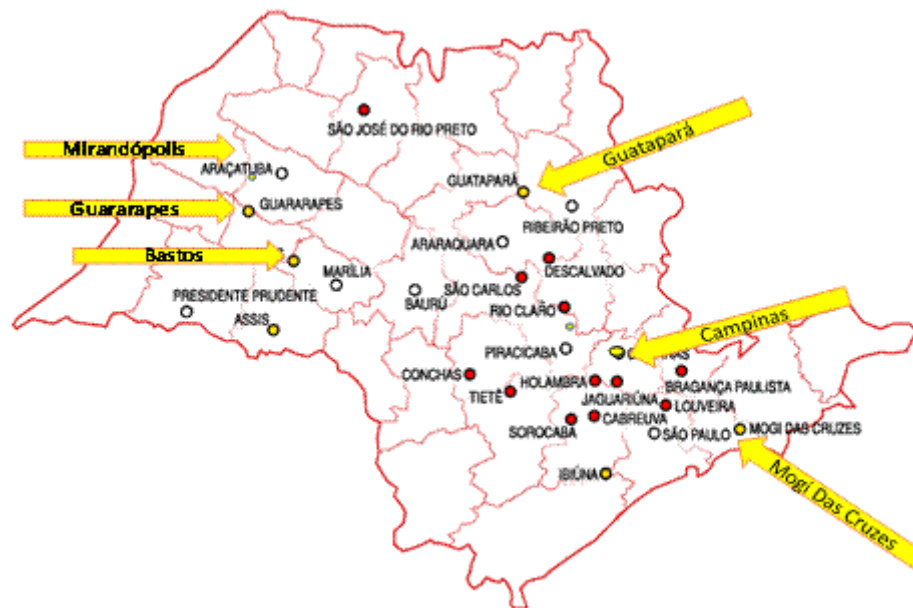 SÃO JOSÉ DO RIO PRETO
Mirandópolis
Guatapará
ARAÇATUBA
GUATAPARÁ
Guararapes
GUARARAPES
RIBEIRÃO PRETO
ARARAQUARA
Bastos
MARÍLIA
DESCALVADO
PRESIDENTE PRUDENTE
BAURÚ
SÃO CARLOS
ASSIS
RIO CLARO
Campinas
PIRACICABA
CONCHAS
HOLAMBRA
BRAGANÇA PAULISTA
TIETÊ
JAGUARIÚNA
LOUVEIRA
CABREUVA
SOROCABA
SÃO PAULO
MOGI DAS CRUZES
IBIÚNA
Mogi Das Cruzes